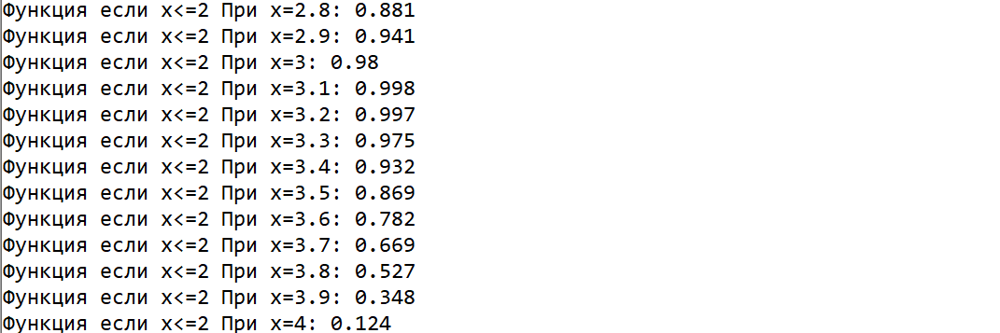 Функция если x<=2 При x=2.8: 0.881
Функция если x<=2 При x=2.9: 0.941
Функция если x<=2 При x=3: 0.98
Функция если x<=2 При x=3.1: 0.998
Функция если x<=2 При x=3.2: 0.997
Функция если x<=2 При x=3.3: 0.975
Функция если x<=2 При x=3.4: 0.932
Функция если x<=2 При x=3.5: 0.869
Функция если x<=2 При x=3.6: 0.782
Функция если x<=2 При x=3.7: 0.669
Функция если x<=2 При x=3.8: 0.527
Функция если x<=2 При x=3.9: 0.348
Функция если x<=2 При x=4: 0.124